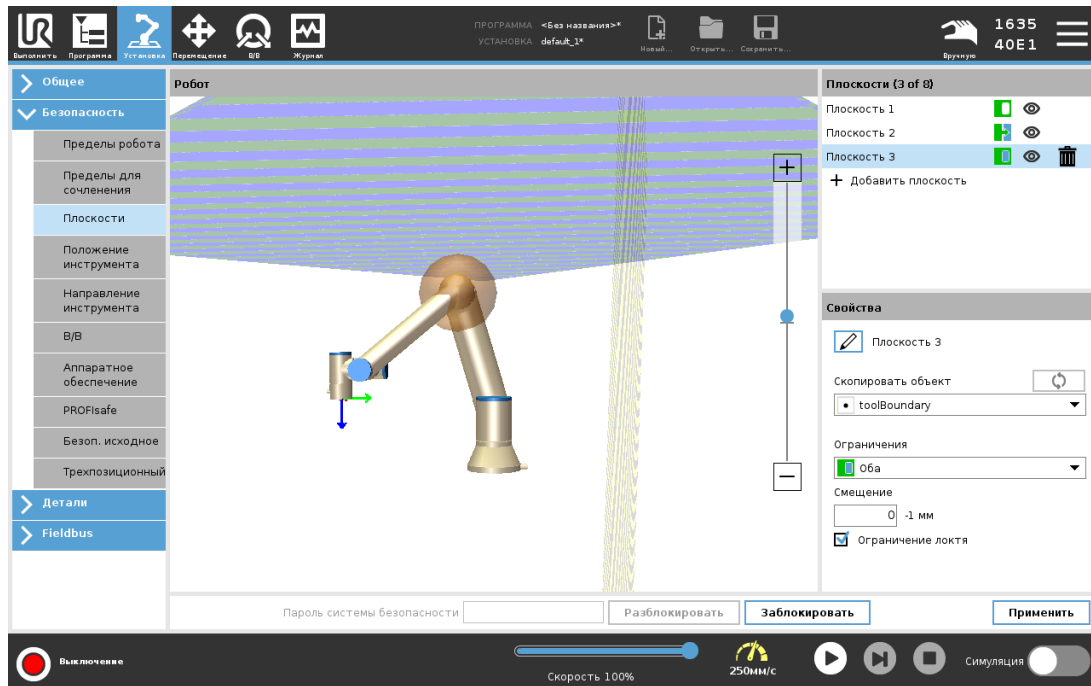 ПРОГРАММА <Без названия>*
УСТАНОВКА default_1*
Выполнить
Программа
Установка
Перемещение
В/В
Журнал
Новый...
Открыть...
Сохранить...
Вручную
1635
40E1
Общее
Безопасность
Пределы робота
Пределы для
сочленения
Плоскости
Положение
инструмента
Направление
инструмента
В/В
Аппаратное
обеспечение
PROFIsafe
Безоп. исходное
Трехпозиционный
Детали
Fieldbus
Робот
Плоскости (3 of 8)
Плоскость 1
Плоскость 2
Плоскость 3
+ Добавить плоскость
Свойства
Плоскость 3
Скопировать объект
toolBoundary
Ограничения
Оба
Смещение
0 -1 мм
Ограничение локтя
Пароль системы безопасности
Разблокировать
Заблокировать
Применить
Выключение
Скорость 100%
250мм/с
Симуляция